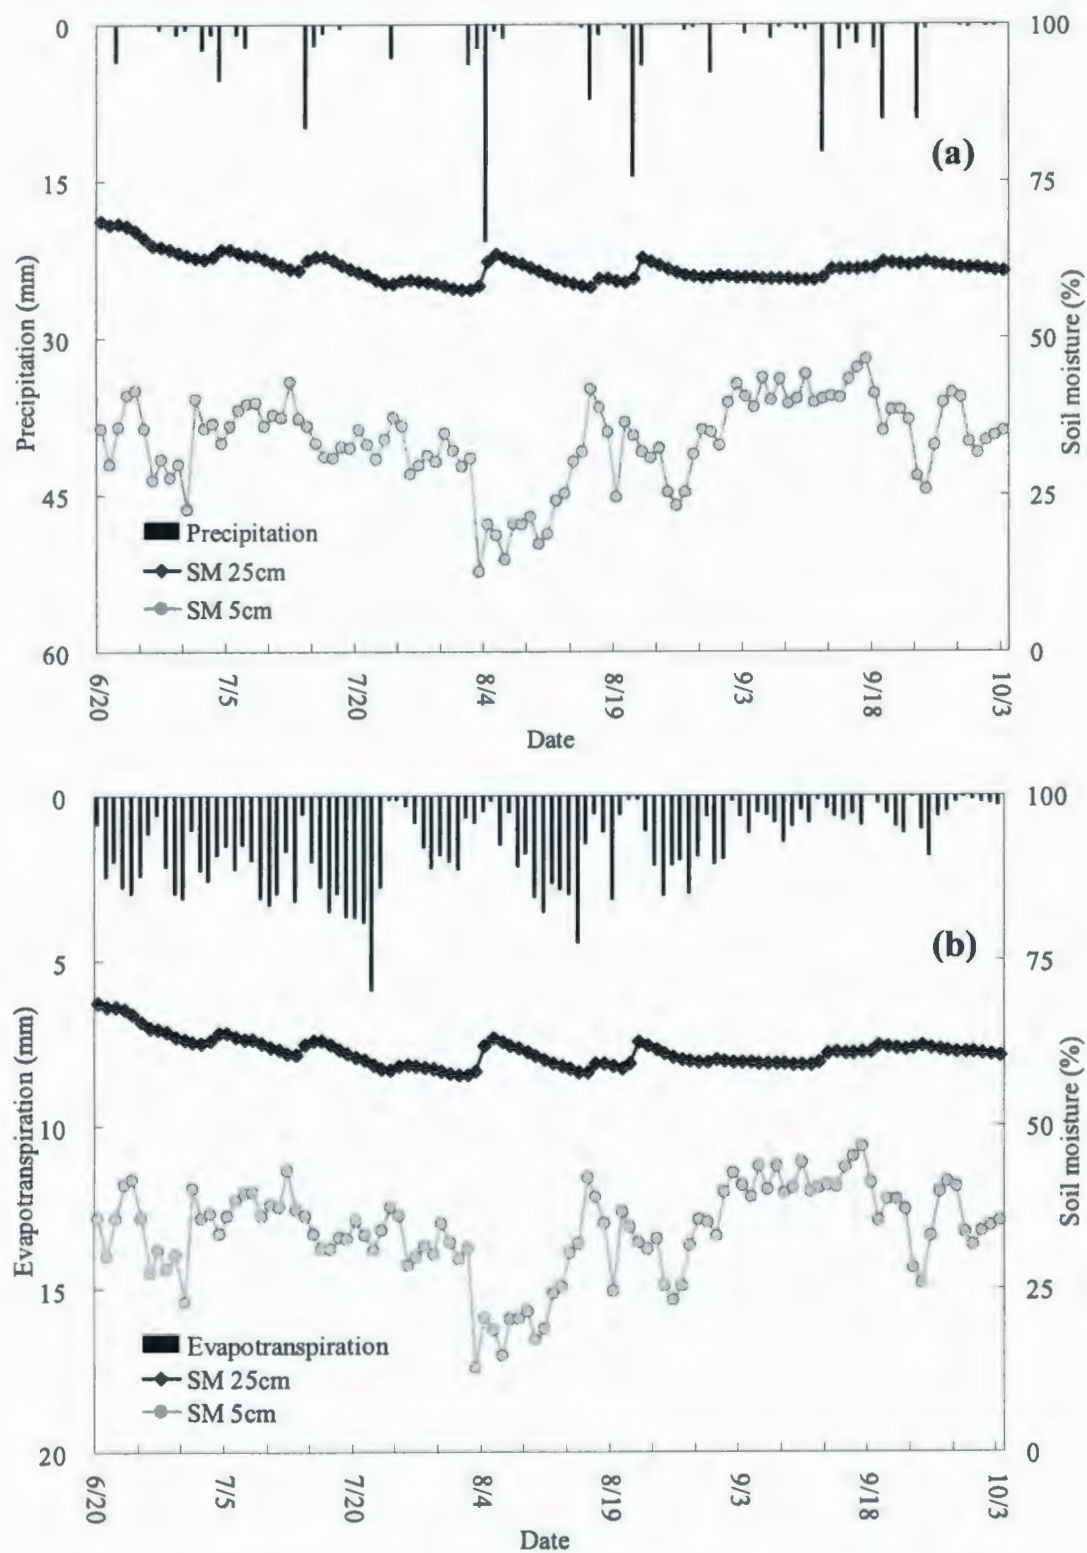 0
15
30
45
60
Precipitation (mm)
100
75
50
25
0
Soil moisture (%)
(a)
Precipitation
SM 25cm
SM 5cm
6/20
7/5
7/20
8/4
8/19
9/3
9/18
10/3
Date
0
5
10
15
20
Evapotranspiration (mm)
100
75
50
25
0
Soil moisture (%)
(b)
Evapotranspiration
SM 25cm
SM 5cm
6/20
7/5
7/20
8/4
8/19
9/3
9/18
10/3
Date